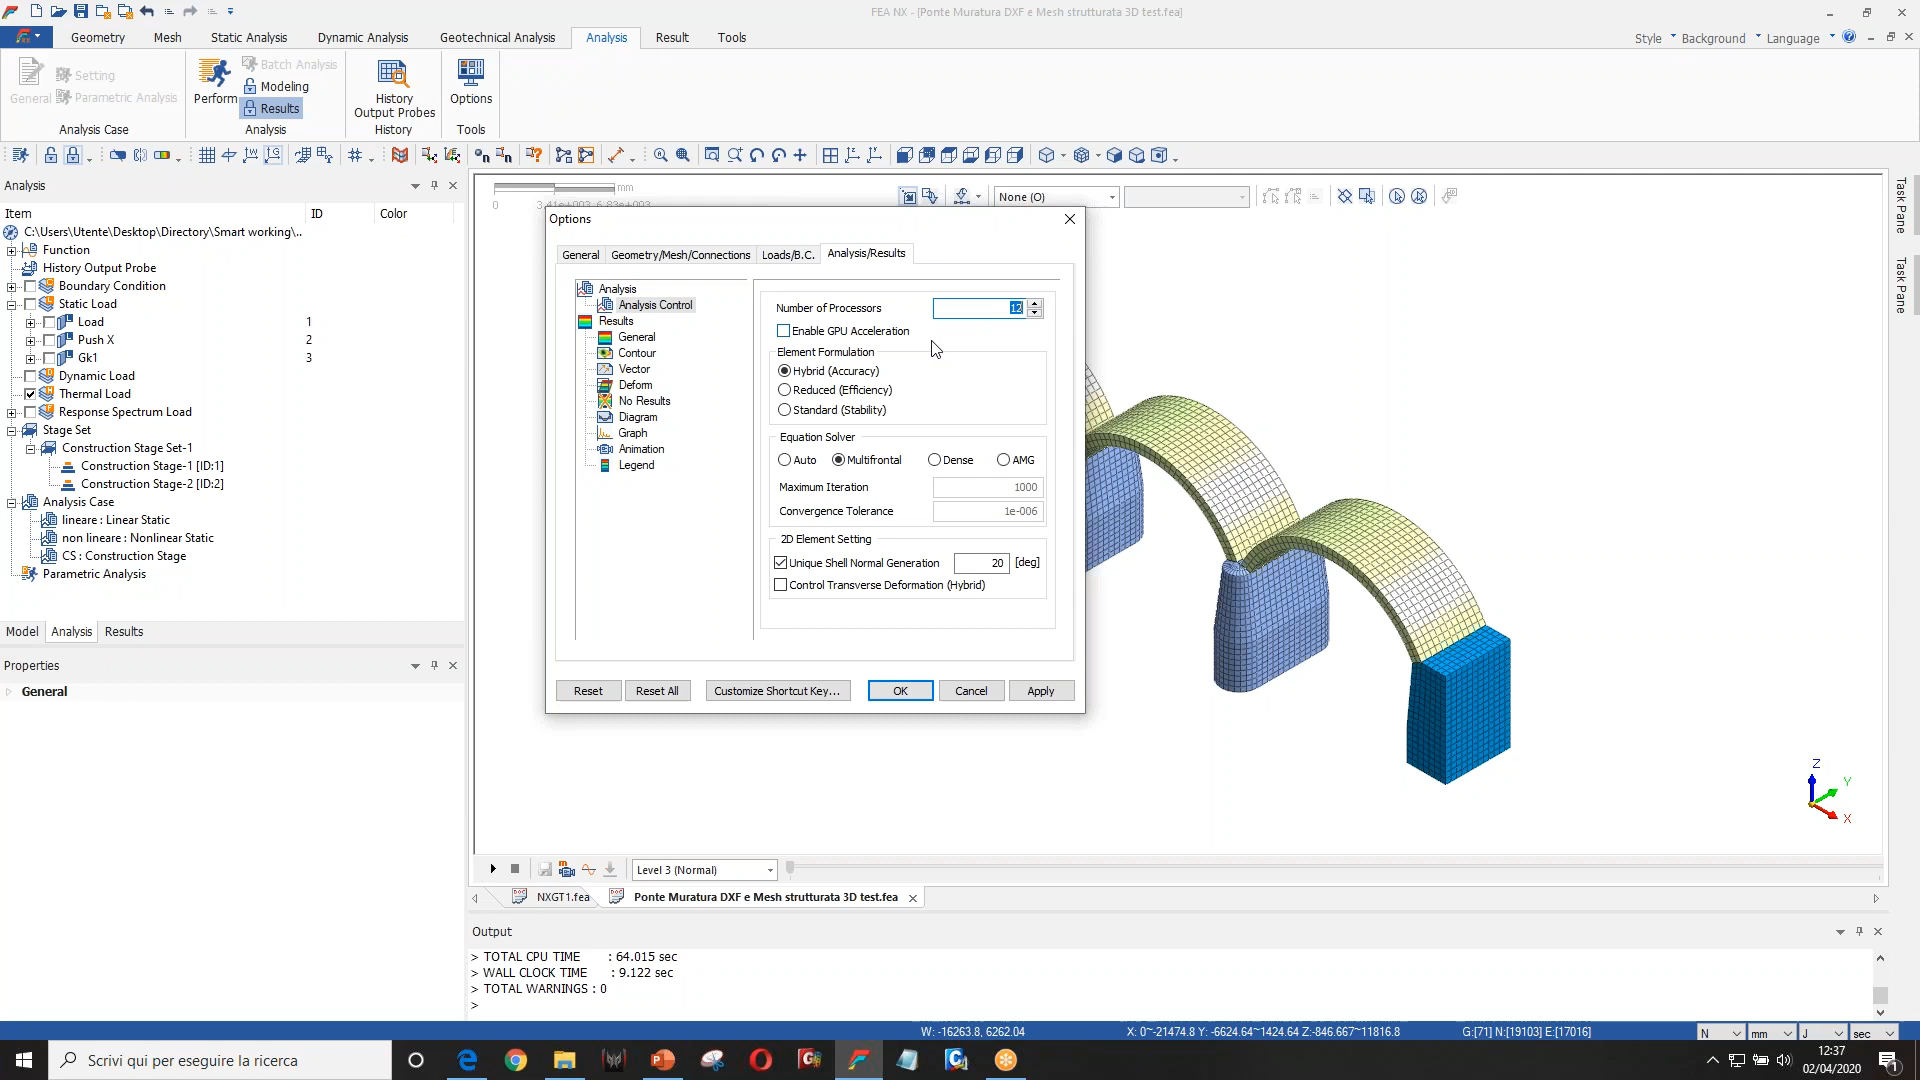 FEA NX - [Ponte Muratura DXF e Mesh strutturata 3D test.fea]
Geometry Mesh Static Analysis Dynamic Analysis Geotechnical Analysis Analysis Result Tools
Style Background Language
General
Setting
Parametric Analysis
Analysis Case
Perform
Batch Analysis
Modeling
Results
Analysis
History
Output Probes
History
Options
Tools
Analysis
Item ID Color
C:\Users\Utente\Desktop\Directory\Smart working\..
Function
History Output Probe
Boundary Condition
Static Load
Load 1
Push X 2
Gk1 3
Dynamic Load
Thermal Load
Response Spectrum Load
Stage Set
Construction Stage Set-1
Construction Stage-1 [ID:1]
Construction Stage-2 [ID:2]
Analysis Case
lineare : Linear Static
non lineare : Nonlinear Static
CS : Construction Stage
Parametric Analysis
Model Analysis Results
Properties
General
mm
0
None (O)
Task Pane
Task Pane
Options
General Geometry/Mesh/Connections Loads/B.C. Analysis/Results
Analysis
Analysis Control
Results
General
Contour
Vector
Deform
No Results
Diagram
Graph
Animation
Legend
Number of Processors 12
Enable GPU Acceleration
Element Formulation
Hybrid (Accuracy)
Reduced (Efficiency)
Standard (Stability)
Equation Solver
Auto Multifrontal Dense AMG
Maximum Iteration 1000
Convergence Tolerance 1e-006
2D Element Setting
Unique Shell Normal Generation 20 [deg]
Control Transverse Deformation (Hybrid)
Reset Reset All Customize Shortcut Key... OK Cancel Apply
Z
Y
X
Level 3 (Normal)
NXGT1.fea Ponte Muratura DXF e Mesh strutturata 3D test.fea
Output
> TOTAL CPU TIME : 64.015 sec
> WALL CLOCK TIME : 9.122 sec
> TOTAL WARNINGS : 0
>
W: -16263.8, 6262.04 X: 0~-21474.8 Y: -6624.64~1424.64 Z:-846.667~11816.8 G:[71] N:[19103] E:[17016] N mm J sec
Scrivi qui per eseguire la ricerca
12:37
02/04/2020
1